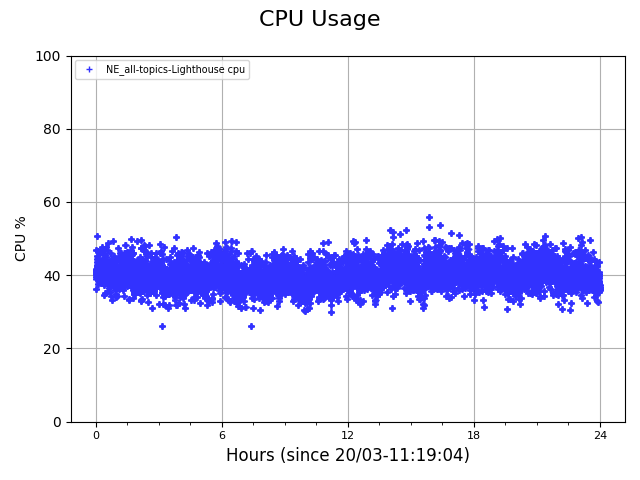 CPU Usage
100
NE_all-topics-Lighthouse cpu
80
60
CPU %
40
20
0
0 6 12 18 24
Hours (since 20/03-11:19:04)